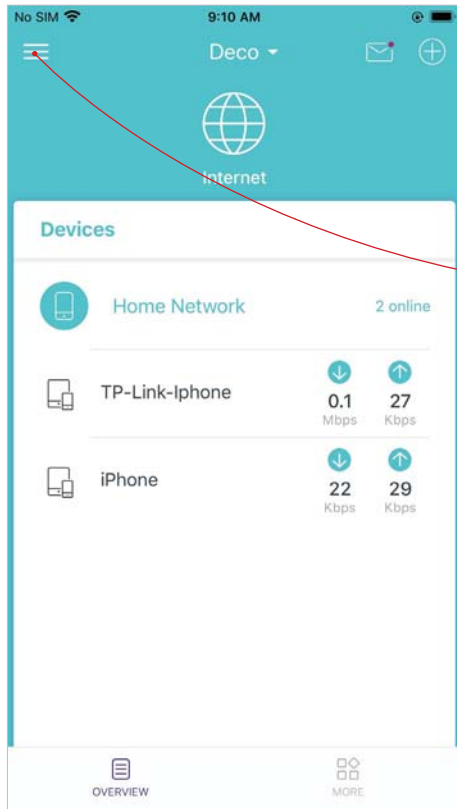 No SIM 9:10 AM
Deco
Internet
Devices
Home Network 2 online
TP-Link-Iphone 0.1 27
Mbps Kbps
iPhone 22 29
Kbps Kbps
OVERVIEW MORE